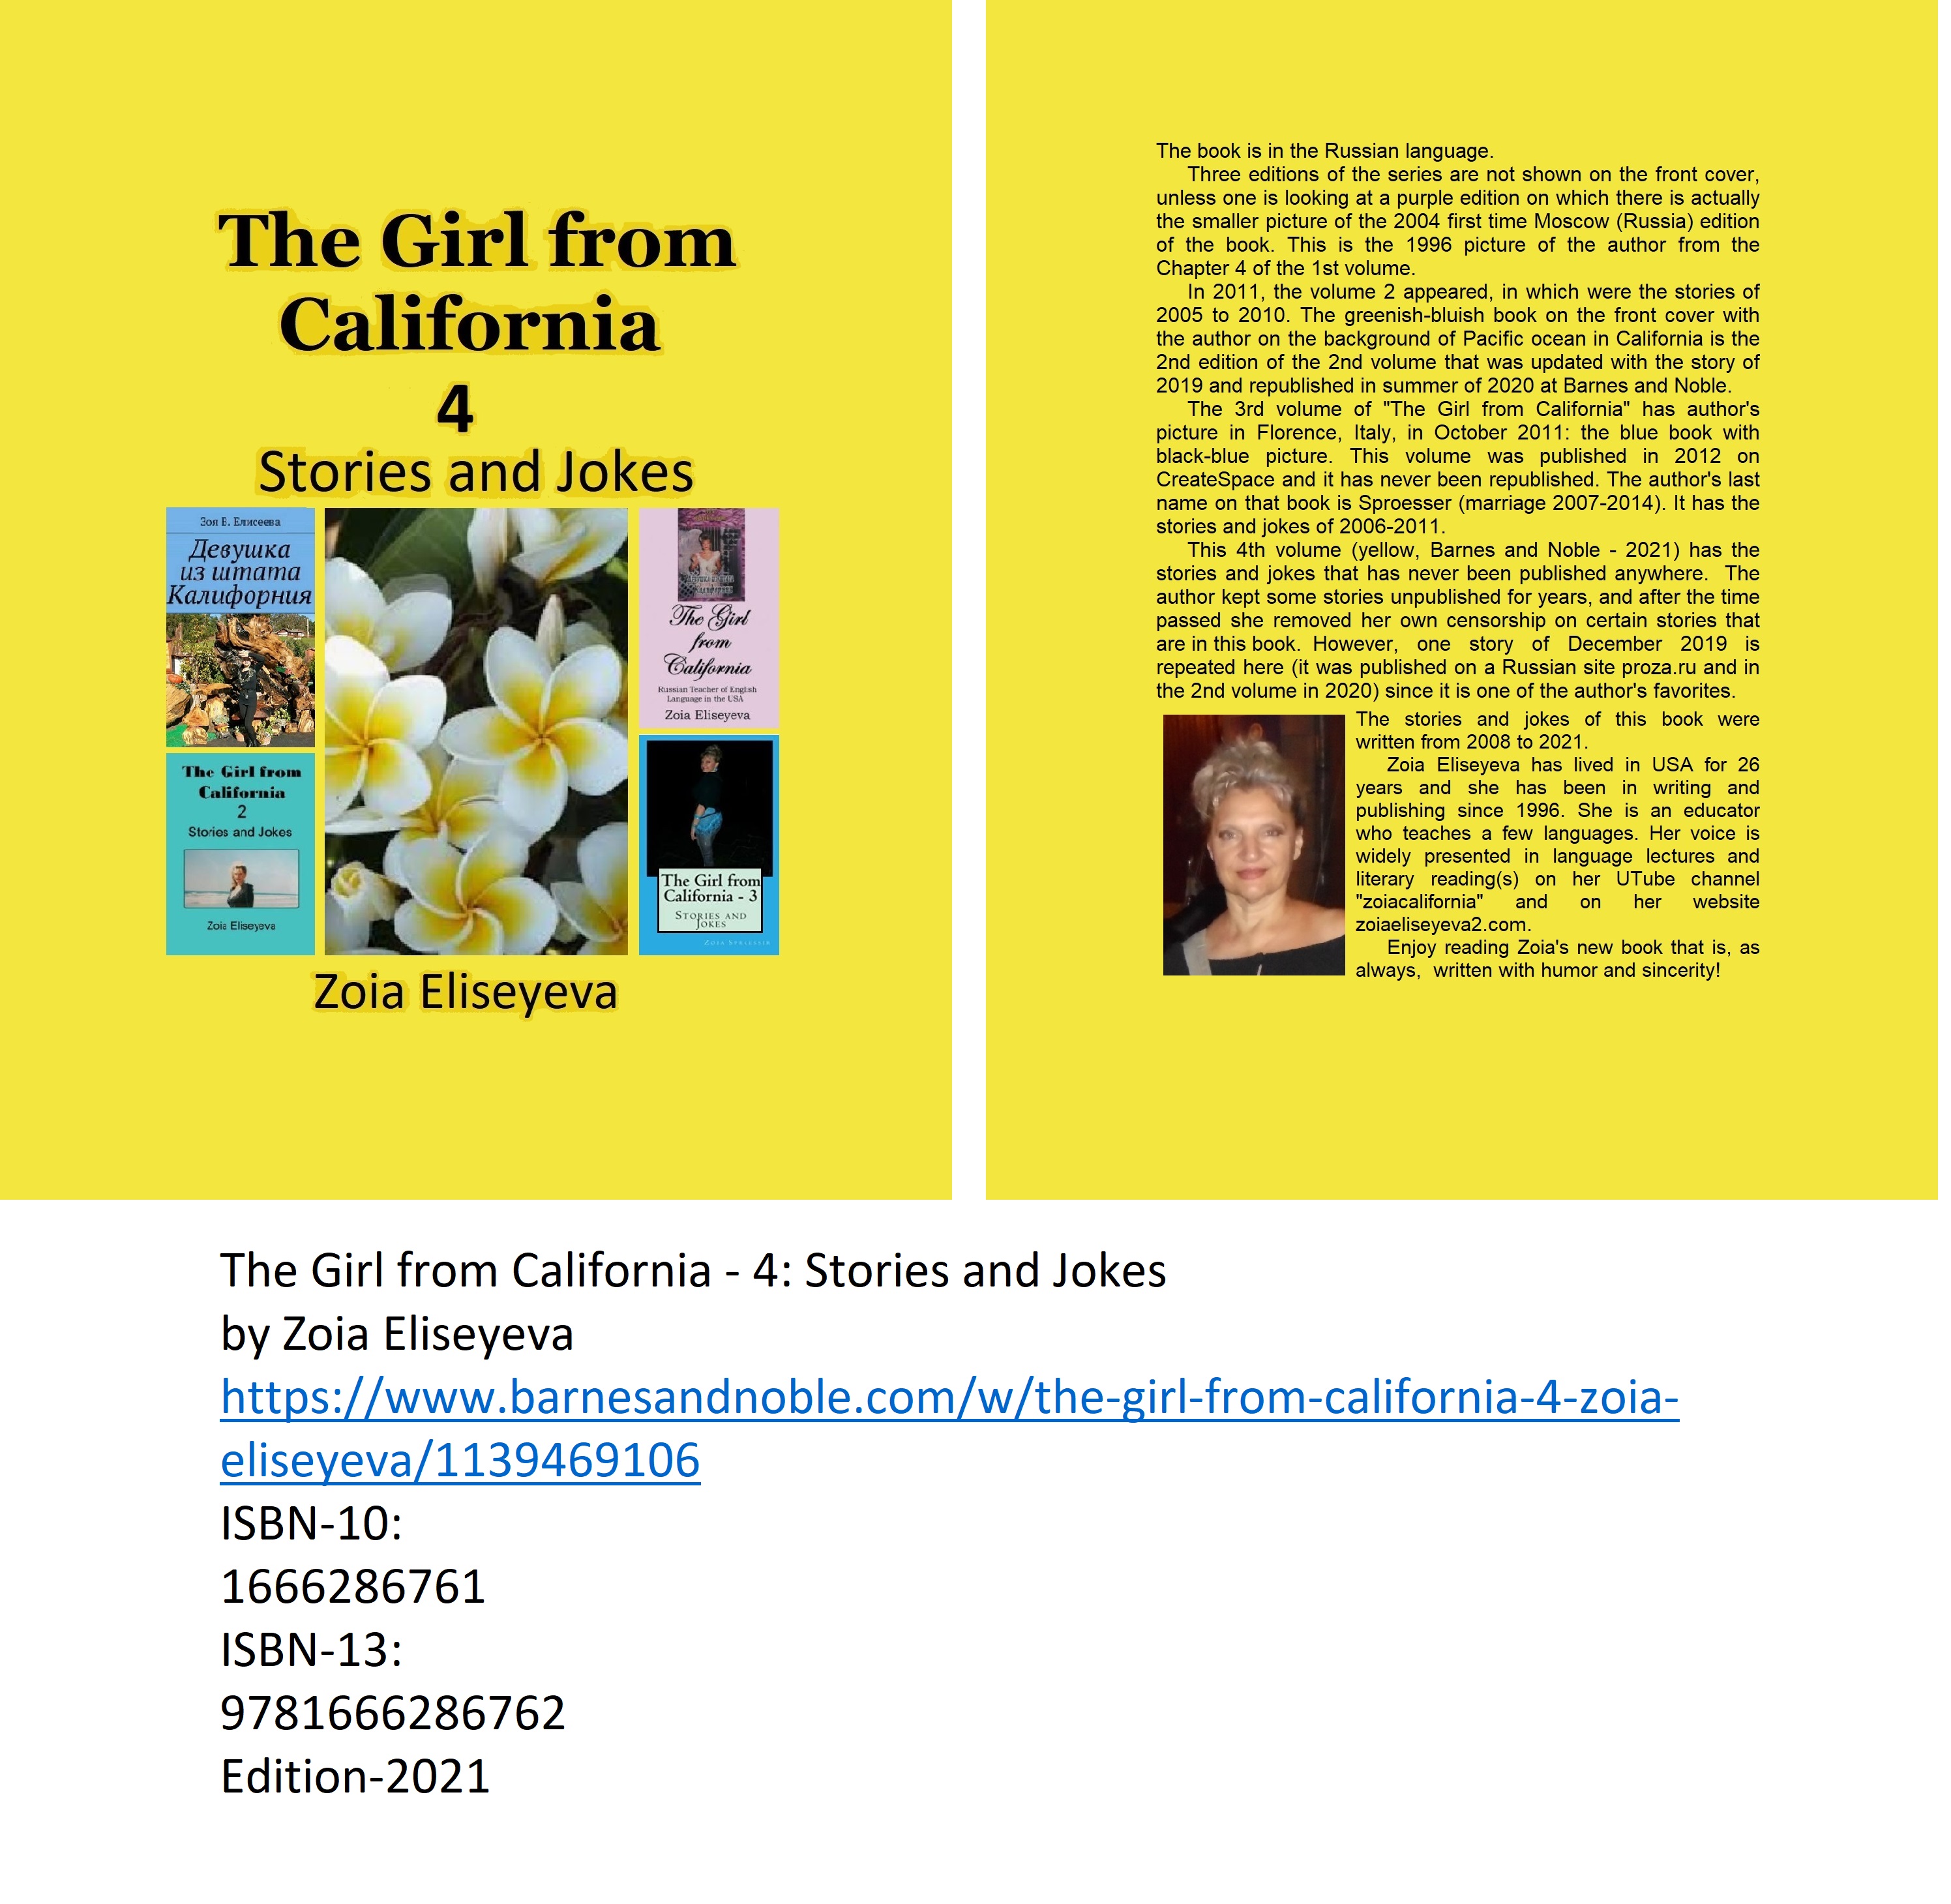 The Girl from
California
4
Stories and Jokes
Зоя В. Елисеева
Девушка
из штата
Калифорния
The Girl from
California
2
Stories and Jokes
Zoia Eliseyeva
The Girl
from
California
Russian Teacher of English
Language in the USA
Zoia Eliseyeva
The Girl from
California - 3
Stories and
Jokes
Zoia Eliseyeva
The book is in the Russian language.
Three editions of the series are not shown on the front cover,
unless one is looking at a purple edition on which there is actually
the smaller picture of the 2004 first time Moscow (Russia) edition
of the book. This is the 1996 picture of the author from the
Chapter 4 of the 1st volume.
In 2011, the volume 2 appeared, in which were the stories of
2005 to 2010. The greenish-bluish book on the front cover with
the author on the background of Pacific ocean in California is the
2nd edition of the 2nd volume that was updated with the story of
2019 and republished in summer of 2020 at Barnes and Noble.
The 3rd volume of "The Girl from California" has author's
picture in Florence, Italy, in October 2011: the blue book with
black-blue picture. This volume was published in 2012 on
CreateSpace and it has never been republished. The author's last
name on that book is Sproesser (marriage 2007-2014). It has the
stories and jokes of 2006-2011.
This 4th volume (yellow, Barnes and Noble - 2021) has the
stories and jokes that has never been published anywhere. The
author kept some stories unpublished for years, and after the time
passed she removed her own censorship on certain stories that
are in this book. However, one story of December 2019 is
repeated here (it was published on a Russian site proza.ru and in
the 2nd volume in 2020) since it is one of the author's favorites.
The stories and jokes of this book were
written from 2008 to 2021.
Zoia Eliseyeva has lived in USA for 26
years and she has been in writing and
publishing since 1996. She is an educator
who teaches a few languages. Her voice is
widely presented in language lectures and
literary reading(s) on her UTube channel
"zoiacalifornia" and on her website
zoiaeliseyeva2.com.
Enjoy reading Zoia's new book that is, as
always, written with humor and sincerity!
The Girl from California - 4: Stories and Jokes
by Zoia Eliseyeva
https://www.barnesandnoble.com/w/the-girl-from-california-4-zoia-
eliseyeva/1139469106
ISBN-10:
1666286761
ISBN-13:
9781666286762
Edition-2021